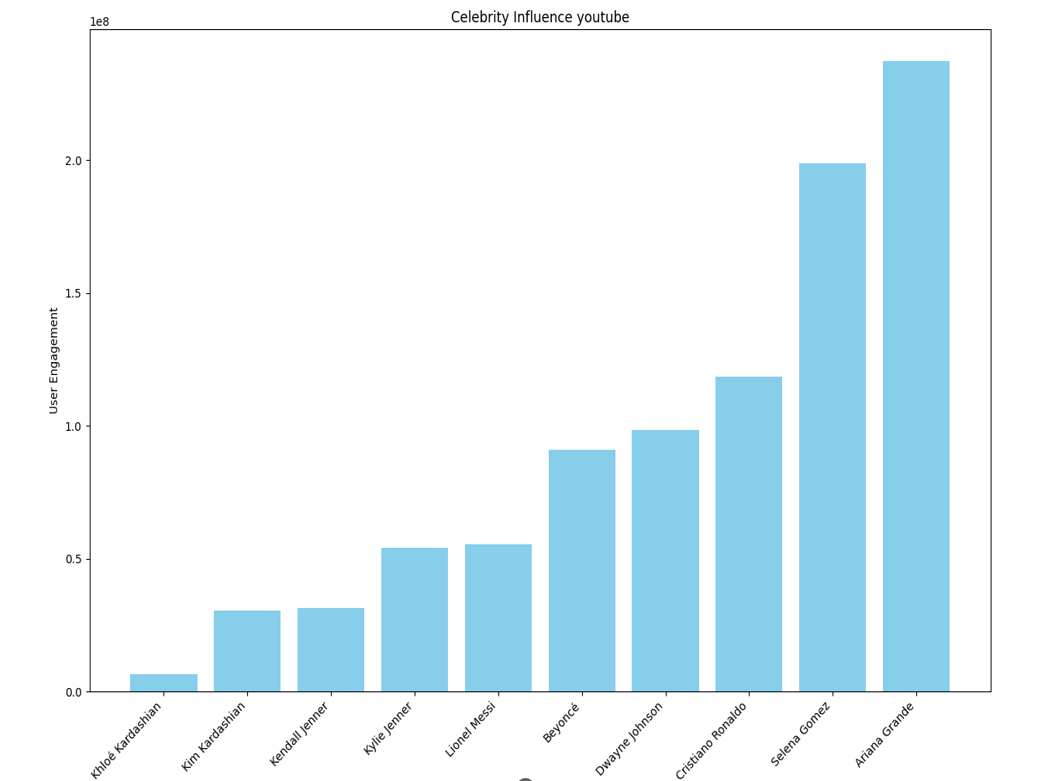 Celebrity Influence youtube
1e8
User Engagement
2.0
1.5
1.0
0.5
0.0
Khloé Kardashian
Kim Kardashian
Kendall Jenner
Kylie Jenner
Lionel Messi
Beyoncé
Dwayne Johnson
Cristiano Ronaldo
Selena Gomez
Ariana Grande